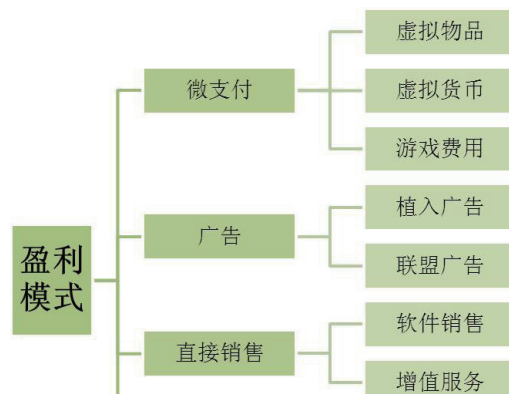 盈利
模式
微支付
虚拟物品
虚拟货币
游戏费用
广告
植入广告
联盟广告
直接销售
软件销售
增值服务